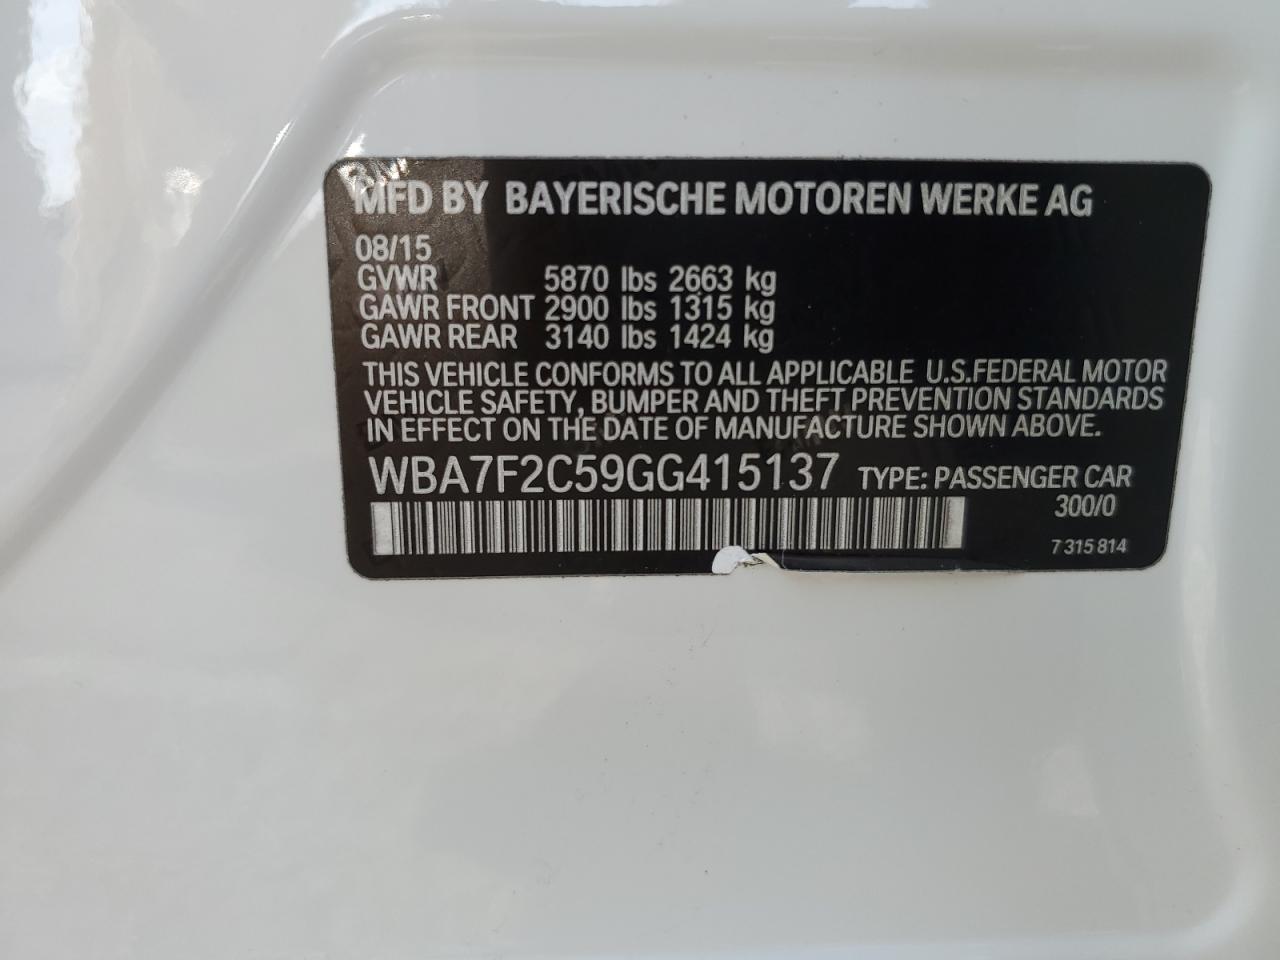 MFD BY BAYERISCHE MOTOREN WERKE AG
08/15
GVWR 5870 lbs 2663 kg
GAWR FRONT 2900 lbs 1315 kg
GAWR REAR 3140 lbs 1424 kg
THIS VEHICLE CONFORMS TO ALL APPLICABLE U.S.FEDERAL MOTOR
VEHICLE SAFETY, BUMPER AND THEFT PREVENTION STANDARDS
IN EFFECT ON THE DATE OF MANUFACTURE SHOWN ABOVE.
WBA7F2C59GG415137 TYPE: PASSENGER CAR
300/0
7 315 814